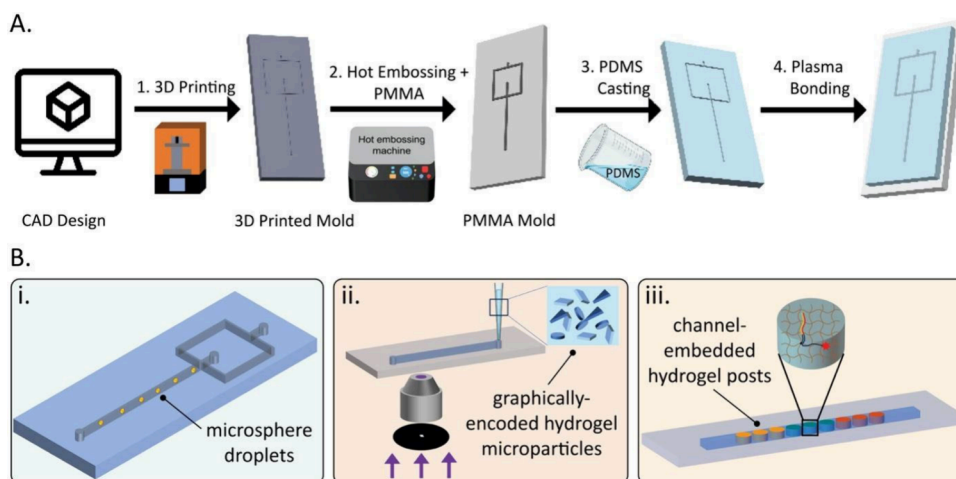 A.
1. 3D Printing
2. Hot Embossing +
PMMA
3. PDMS
Casting
4. Plasma
Bonding
Hot embossing
machine
PDMS
CAD Design
3D Printed Mold
PMMA Mold
B.
i.
microsphere
droplets
ii.
graphically-
encoded hydrogel
microparticles
iii.
channel-
embedded
hydrogel posts